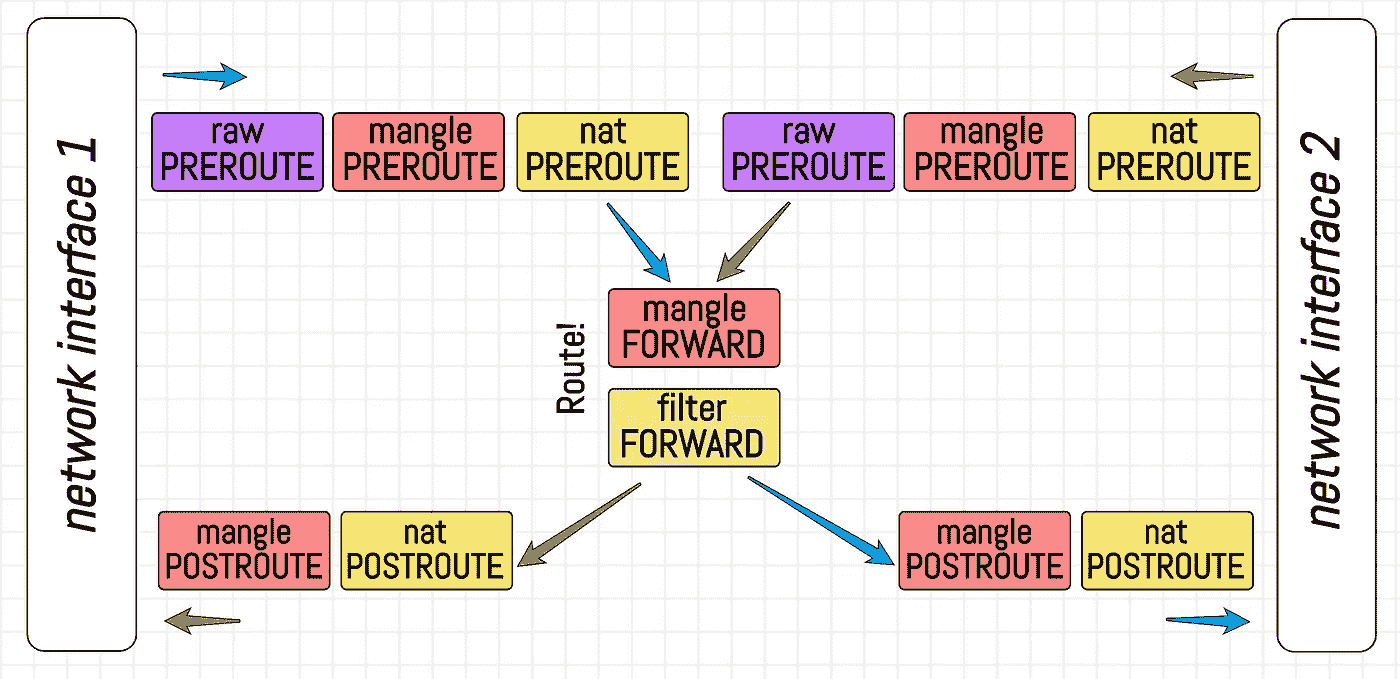 network interface 1
raw
PREROUTE
mangle
PREROUTE
nat
PREROUTE
raw
PREROUTE
mangle
PREROUTE
nat
PREROUTE
Route!
mangle
FORWARD
filter
FORWARD
mangle
POSTROUTE
nat
POSTROUTE
mangle
POSTROUTE
nat
POSTROUTE
network interface 2